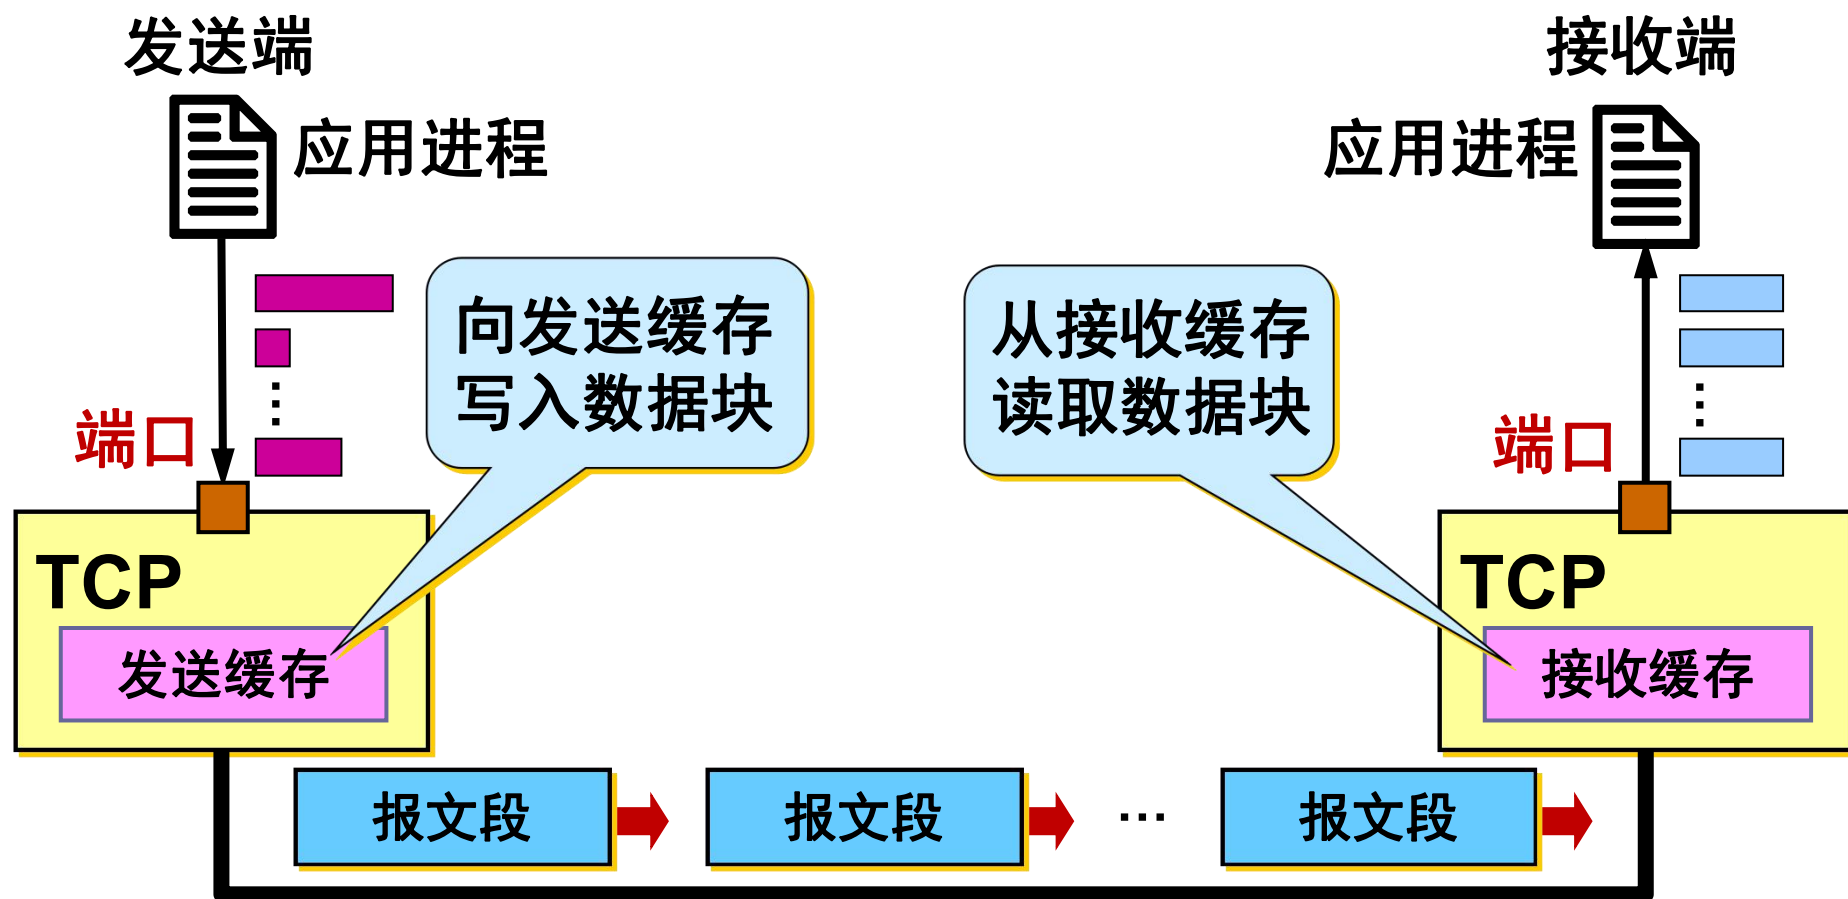 发送端
接收端
应用进程
应用进程
向发送缓存
写入数据块
从接收缓存
读取数据块
端口
端口
TCP
TCP
发送缓存
接收缓存
报文段
报文段
…
报文段